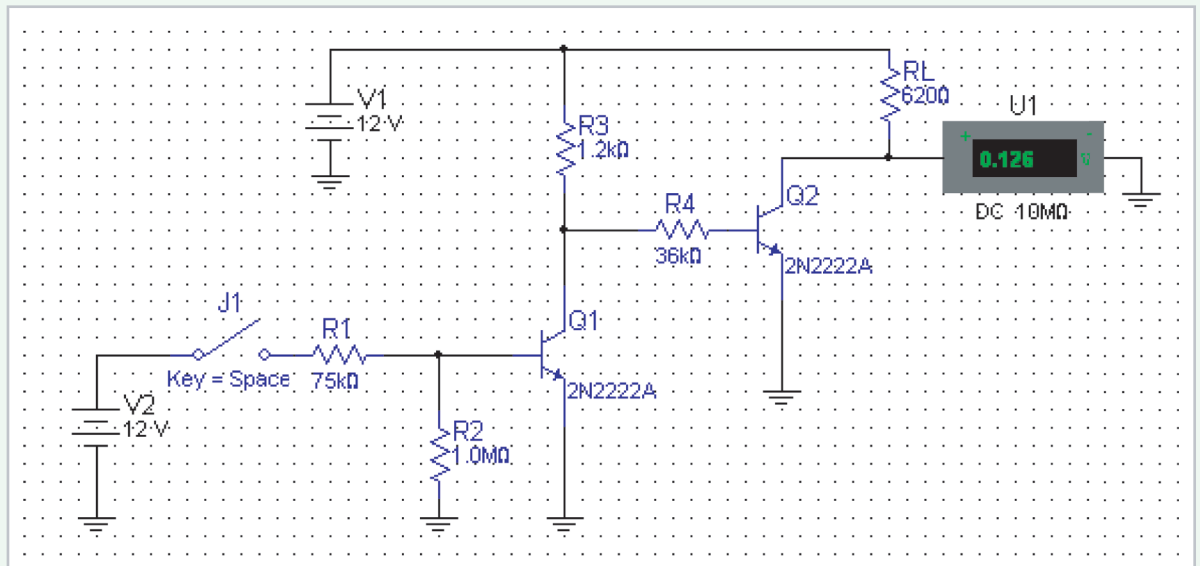 V1
12 V
R3
1.2kΩ
RL
620Ω
U1
+
-
0.126
V
DC 10MΩ
R4
36kΩ
Q2
2N2222A
J1
Key = Space
R1
75kΩ
Q1
2N2222A
V2
12 V
R2
1.0MΩ